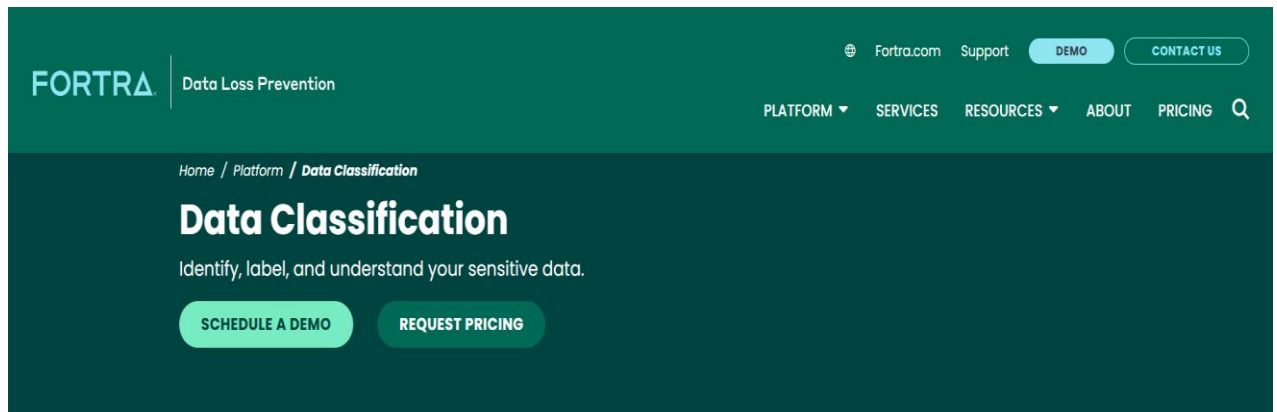 Fortra.com Support DEMO CONTACT US
FORTRA. Data Loss Prevention
PLATFORM SERVICES RESOURCES ABOUT PRICING
Home / Platform / Data Classification
Data Classification
Identify, label, and understand your sensitive data.
SCHEDULE A DEMO REQUEST PRICING